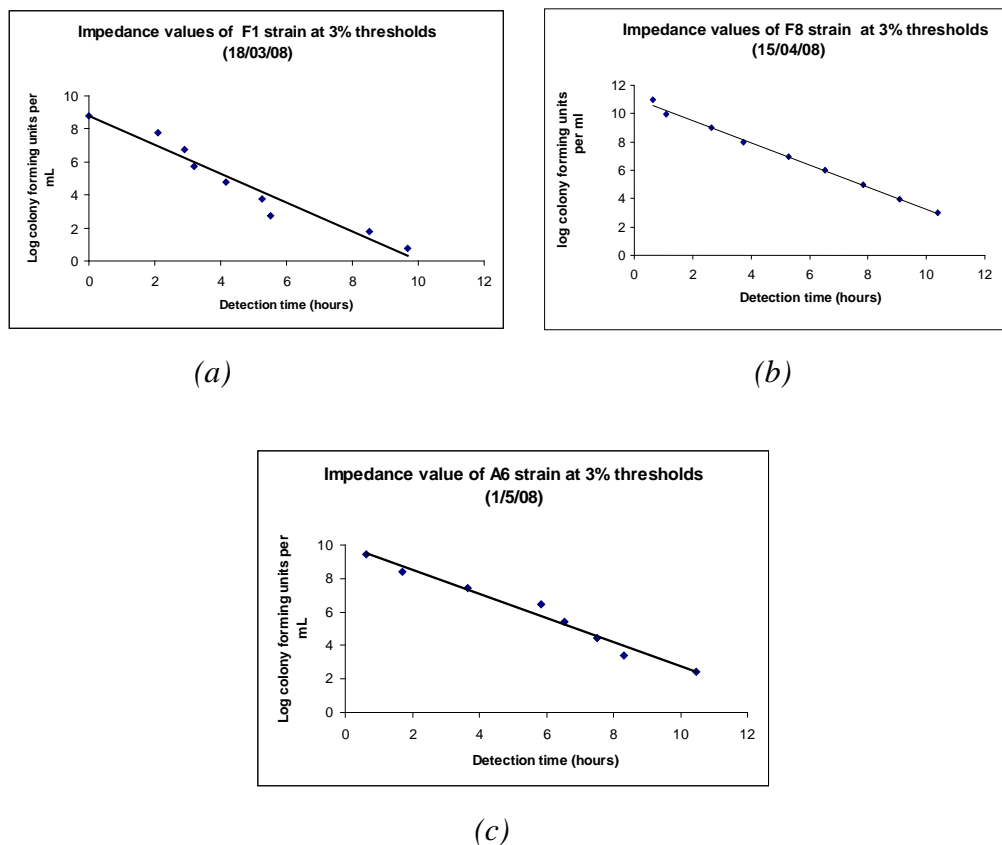 Impedance values of F1 strain at 3% thresholds
(18/03/08)
Log colony forming units per
mL
10
8
6
4
2
0
0 2 4 6 8 10 12
Detection time (hours)
(a)
Impedance values of F8 strain at 3% thresholds
(15/04/08)
log colony forming units
per ml
12
10
8
6
4
2
0
0 2 4 6 8 10 12
Detection time (hours)
(b)
Impedance value of A6 strain at 3% thresholds
(1/5/08)
Log colony forming units per
mL
10
8
6
4
2
0
0 2 4 6 8 10 12
Detection time (hours)
(c)